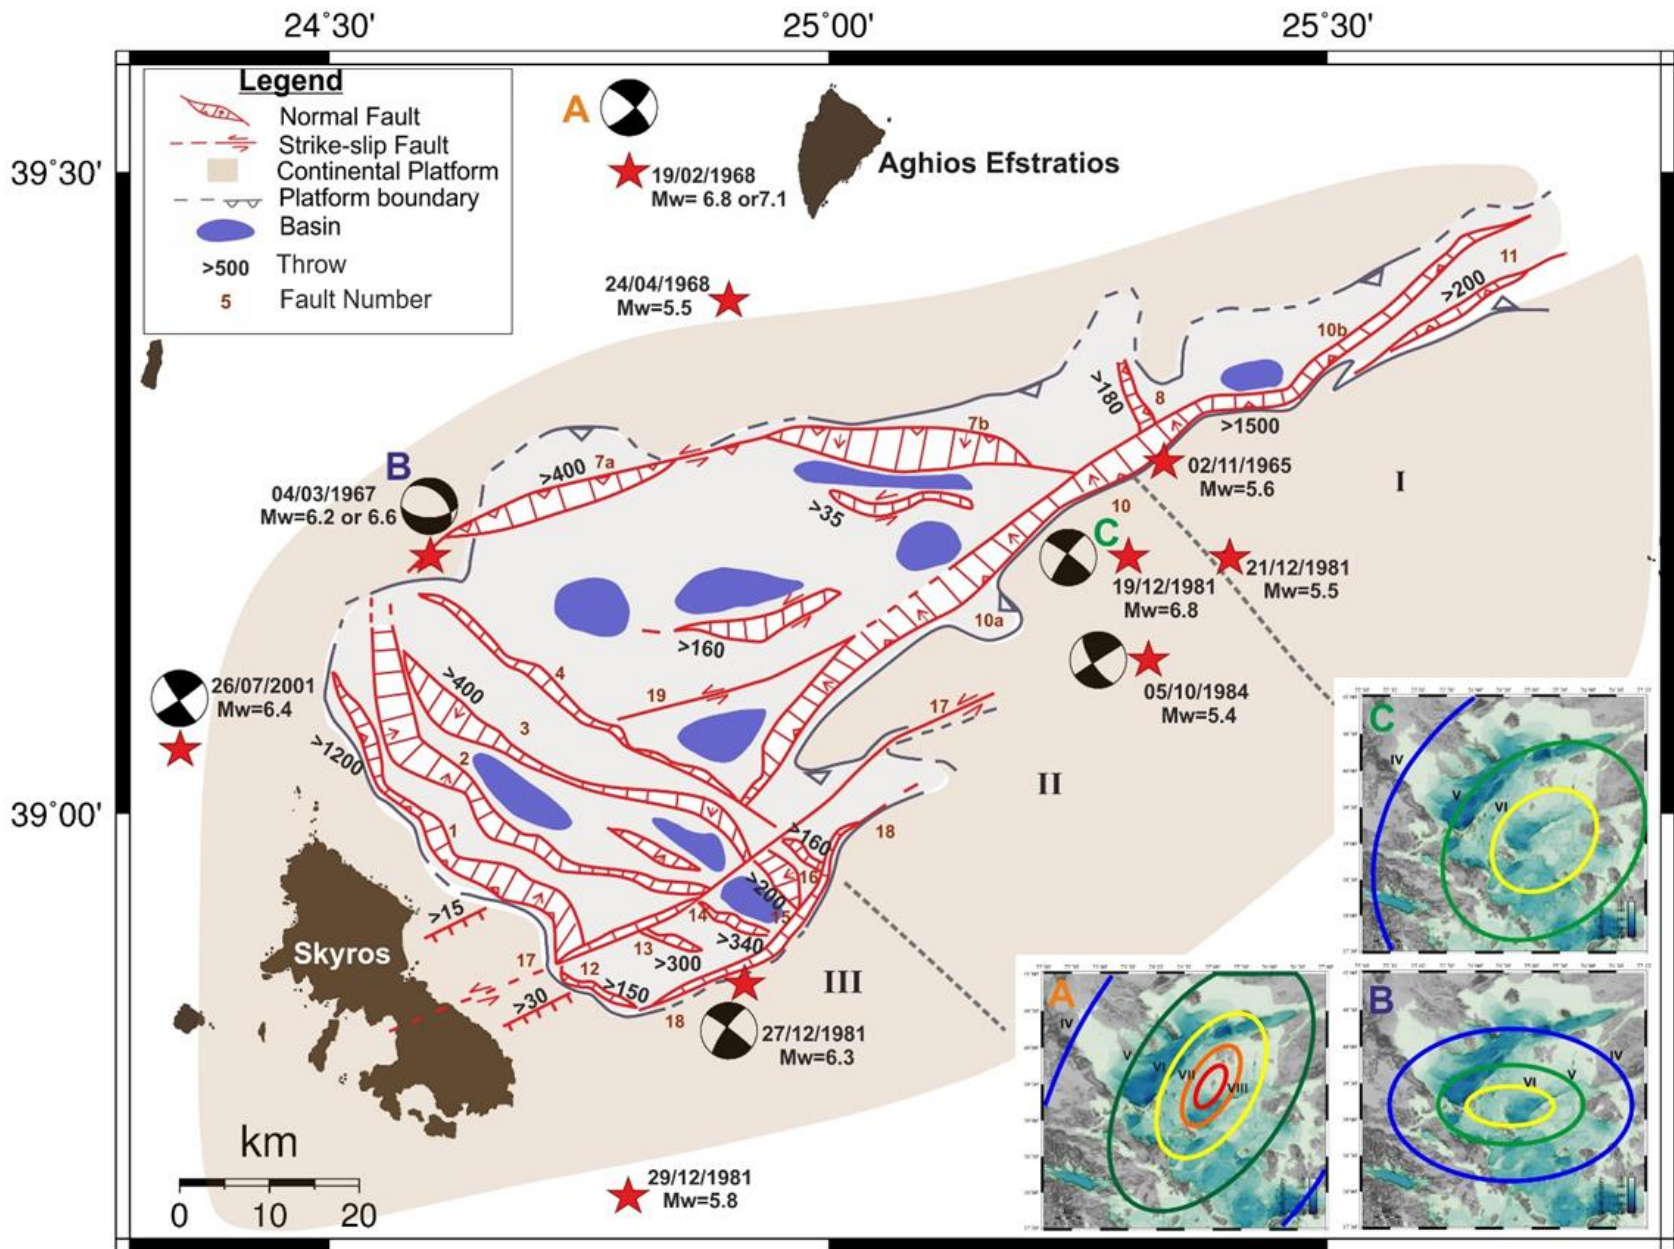 24°30'
25°00'
25°30'
39°30'
39°00'
Legend
Normal Fault
Strike-slip Fault
Continental Platform
Platform boundary
Basin
>500 Throw
5 Fault Number
A
19/02/1968
Mw= 6.8 or7.1
Aghios Efstratios
24/04/1968
Mw=5.5
B
04/03/1967
Mw=6.2 or 6.6
>400
7a
7b
>180
8
>1500
10b
11
>200
02/11/1965
Mw=5.6
I
10
>35
C
19/12/1981
Mw=6.8
21/12/1981
Mw=5.5
10a
>160
05/10/1984
Mw=5.4
26/07/2001
Mw=6.4
4
>400
19
17
3
>1200
2
II
1
>160
18
16
>200
15
14
>15
13
>340
Skyros
17
12
>300
>150
>30
18
III
27/12/1981
Mw=6.3
29/12/1981
Mw=5.8
km
0 10 20
C
IV
V
VI
A
IV
V
VI
VII
VIII
B
IV
V
VI